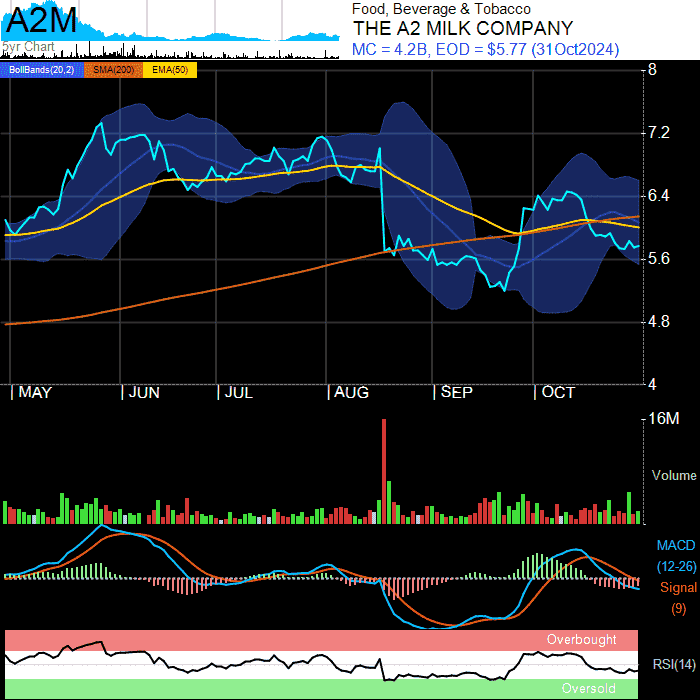 A2M
5yr Chart
Food, Beverage & Tobacco
THE A2 MILK COMPANY
MC = 4.2B, EOD = $5.77 (31Oct2024)
BollBands(20,2) SMA(200) EMA(50)
8
7.2
6.4
5.6
4.8
4
MAY JUN JUL AUG SEP OCT
16M
Volume
MACD
(12-26)
Signal
(9)
Overbought
RSI(14)
Oversold